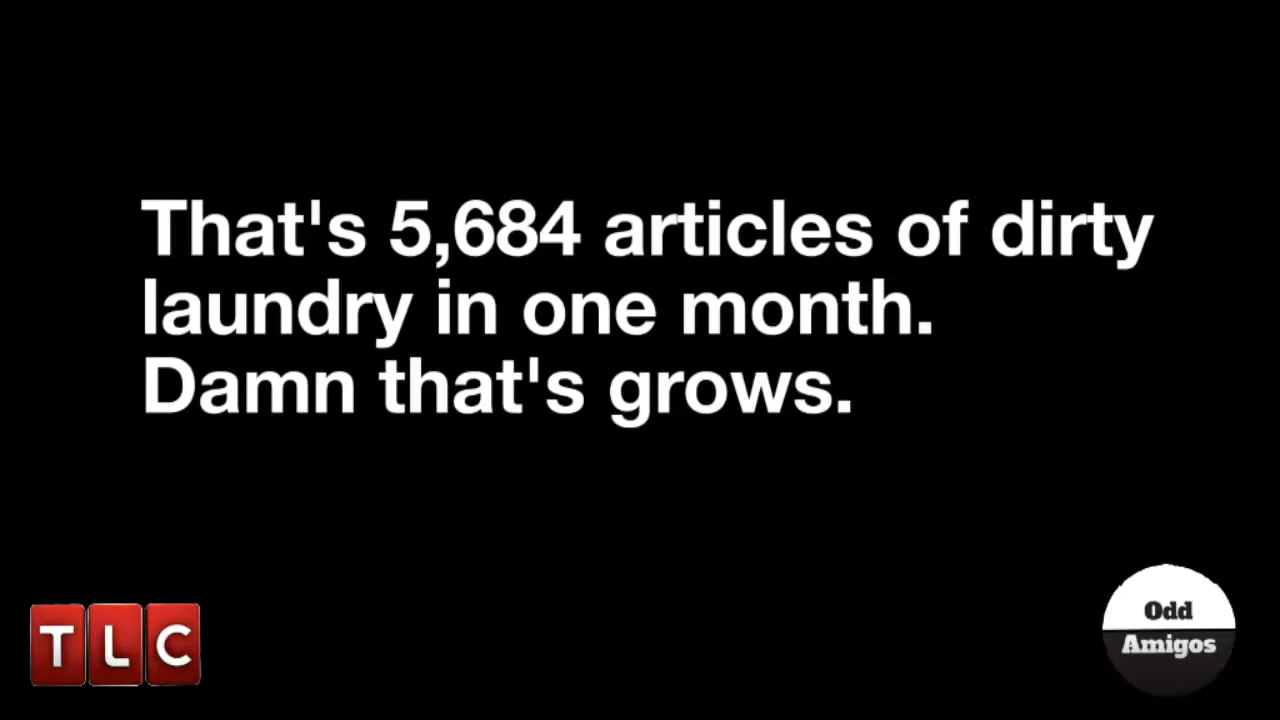 That's 5,684 articles of dirty
laundry in one month.
Damn that's grows.
TLC
Odd
Amigos